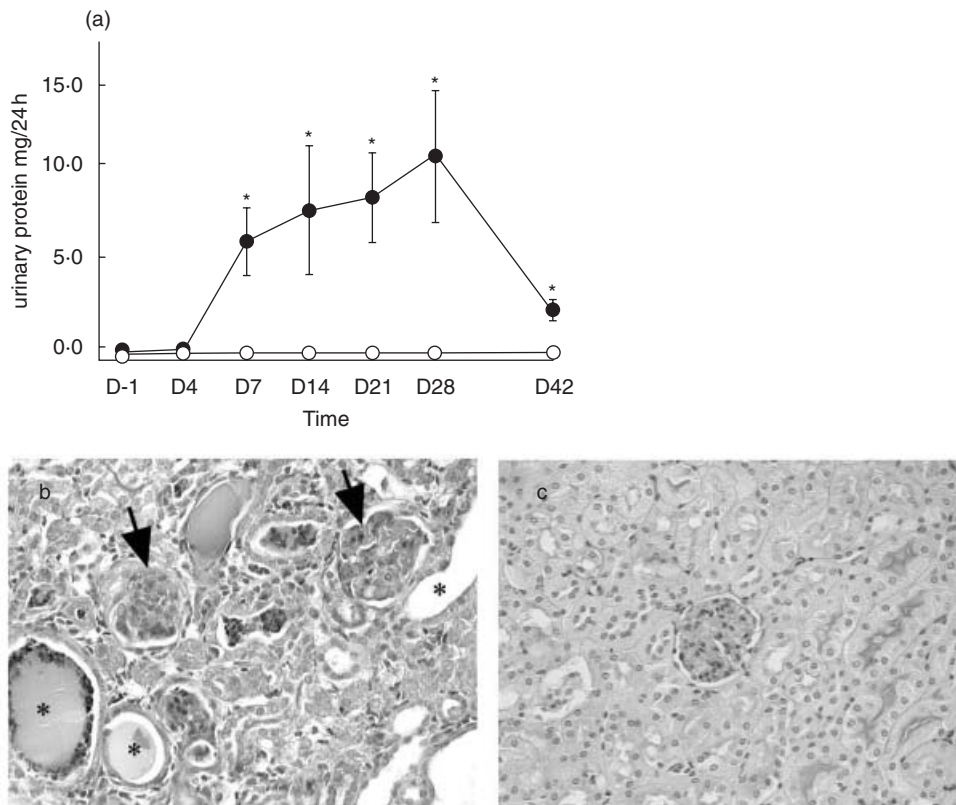 (a)
15·0
10·0
5·0
0·0
urinary protein mg/24 h
* * * * *
D-1 D4 D7 D14 D21 D28 D42
Time
b
*
*
*
c